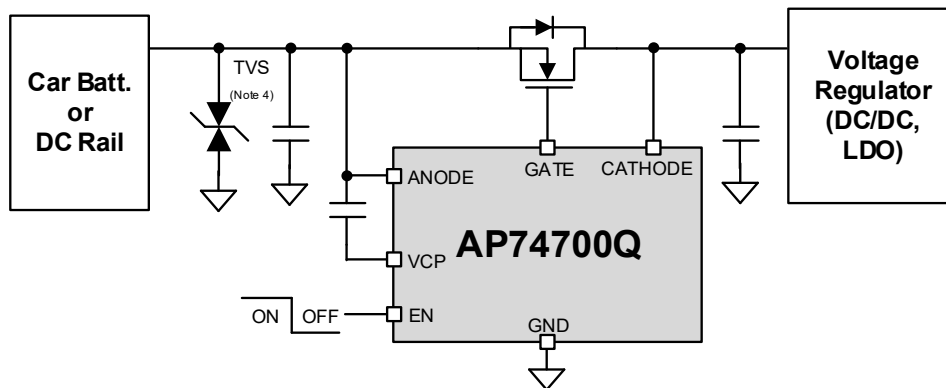 Car Batt.
or
DC Rail
TVS
(Note 4)
Voltage
Regulator
(DC/DC,
LDO)
ANODE
GATE
CATHODE
AP74700Q
VCP
ON
OFF
EN
GND